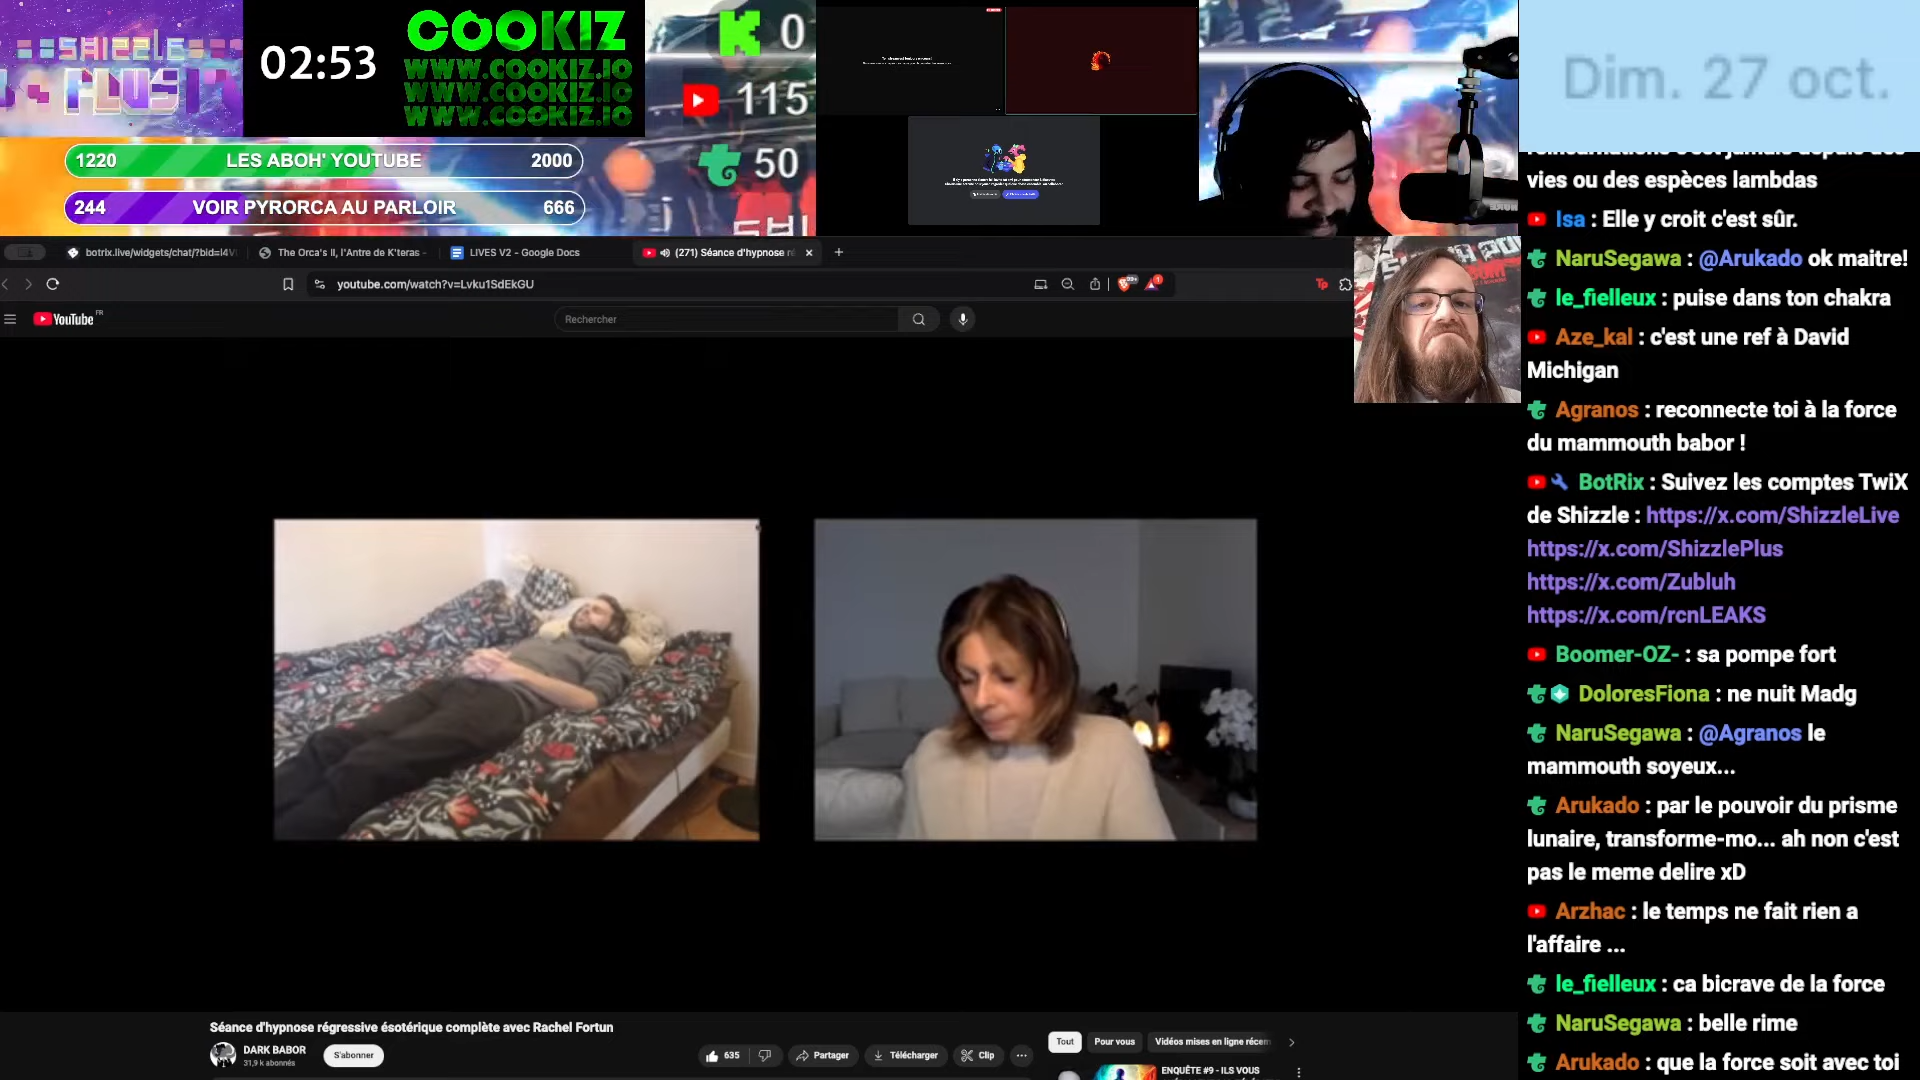 SHIZZLE
PLUS
02:53
COOKIZ
WWW.COOKIZ.IO
WWW.COOKIZ.IO
WWW.COOKIZ.IO
0
115
50
1220 LES ABOH' YOUTUBE 2000
244 VOIR PYRORCA AU PARLOIR 666
SHI
Dim. 27 oct.
botrix.live/widgets/chat/?bid=l4V
The Orca's II, l'Antre de K'teras -
LIVES V2 - Google Docs
(271) Séance d'hypnose ré
youtube.com/watch?v=Lvku1SdEkGU
99+
1
YouTube FR
Rechercher
vies ou des espèces lambdas
Isa : Elle y croit c'est sûr.
NaruSegawa : @Arukado ok maitre!
le_fielleux : puise dans ton chakra
Aze_kal : c'est une ref à David
Michigan
Agranos : reconnecte toi à la force
du mammouth babor !
BotRix : Suivez les comptes TwiX
de Shizzle : https://x.com/ShizzleLive
https://x.com/ShizzlePlus
https://x.com/Zubluh
https://x.com/rcnLEAKS
Boomer-OZ- : sa pompe fort
DoloresFiona : ne nuit Madg
NaruSegawa : @Agranos le
mammouth soyeux...
Arukado : par le pouvoir du prisme
lunaire, transforme-mo... ah non c'est
pas le meme delire xD
Arzhac : le temps ne fait rien a
l'affaire ...
le_fielleux : ca bicrave de la force
NaruSegawa : belle rime
Arukado : que la force soit avec toi
Séance d'hypnose régressive ésotérique complète avec Rachel Fortun
DARK BABOR
31,9 k abonnés
S'abonner
635
Partager
Télécharger
Clip
Tout
Pour vous
Vidéos mises en ligne récem
ENQUÊTE #9 - ILS VOUS